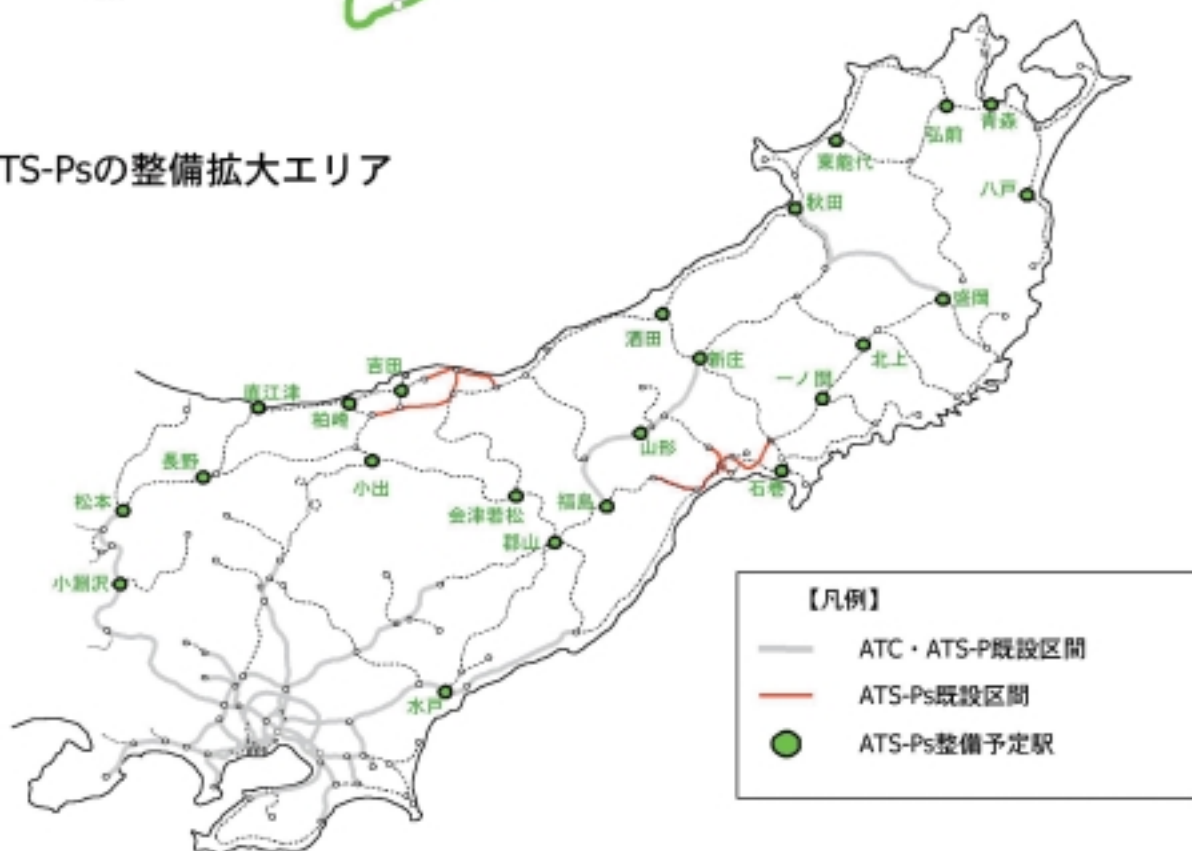 TS-Psの整備拡大エリア
青森
弘前
東能代
八戸
秋田
盛岡
酒田
新庄
北上
一ノ関
吉田
直江津
柏崎
山形
長野
小出
石巻
松本
会津若松
福島
郡山
小淵沢
水戸
【凡例】
ATC・ATS-P既設区間
ATS-Ps既設区間
ATS-Ps整備予定駅